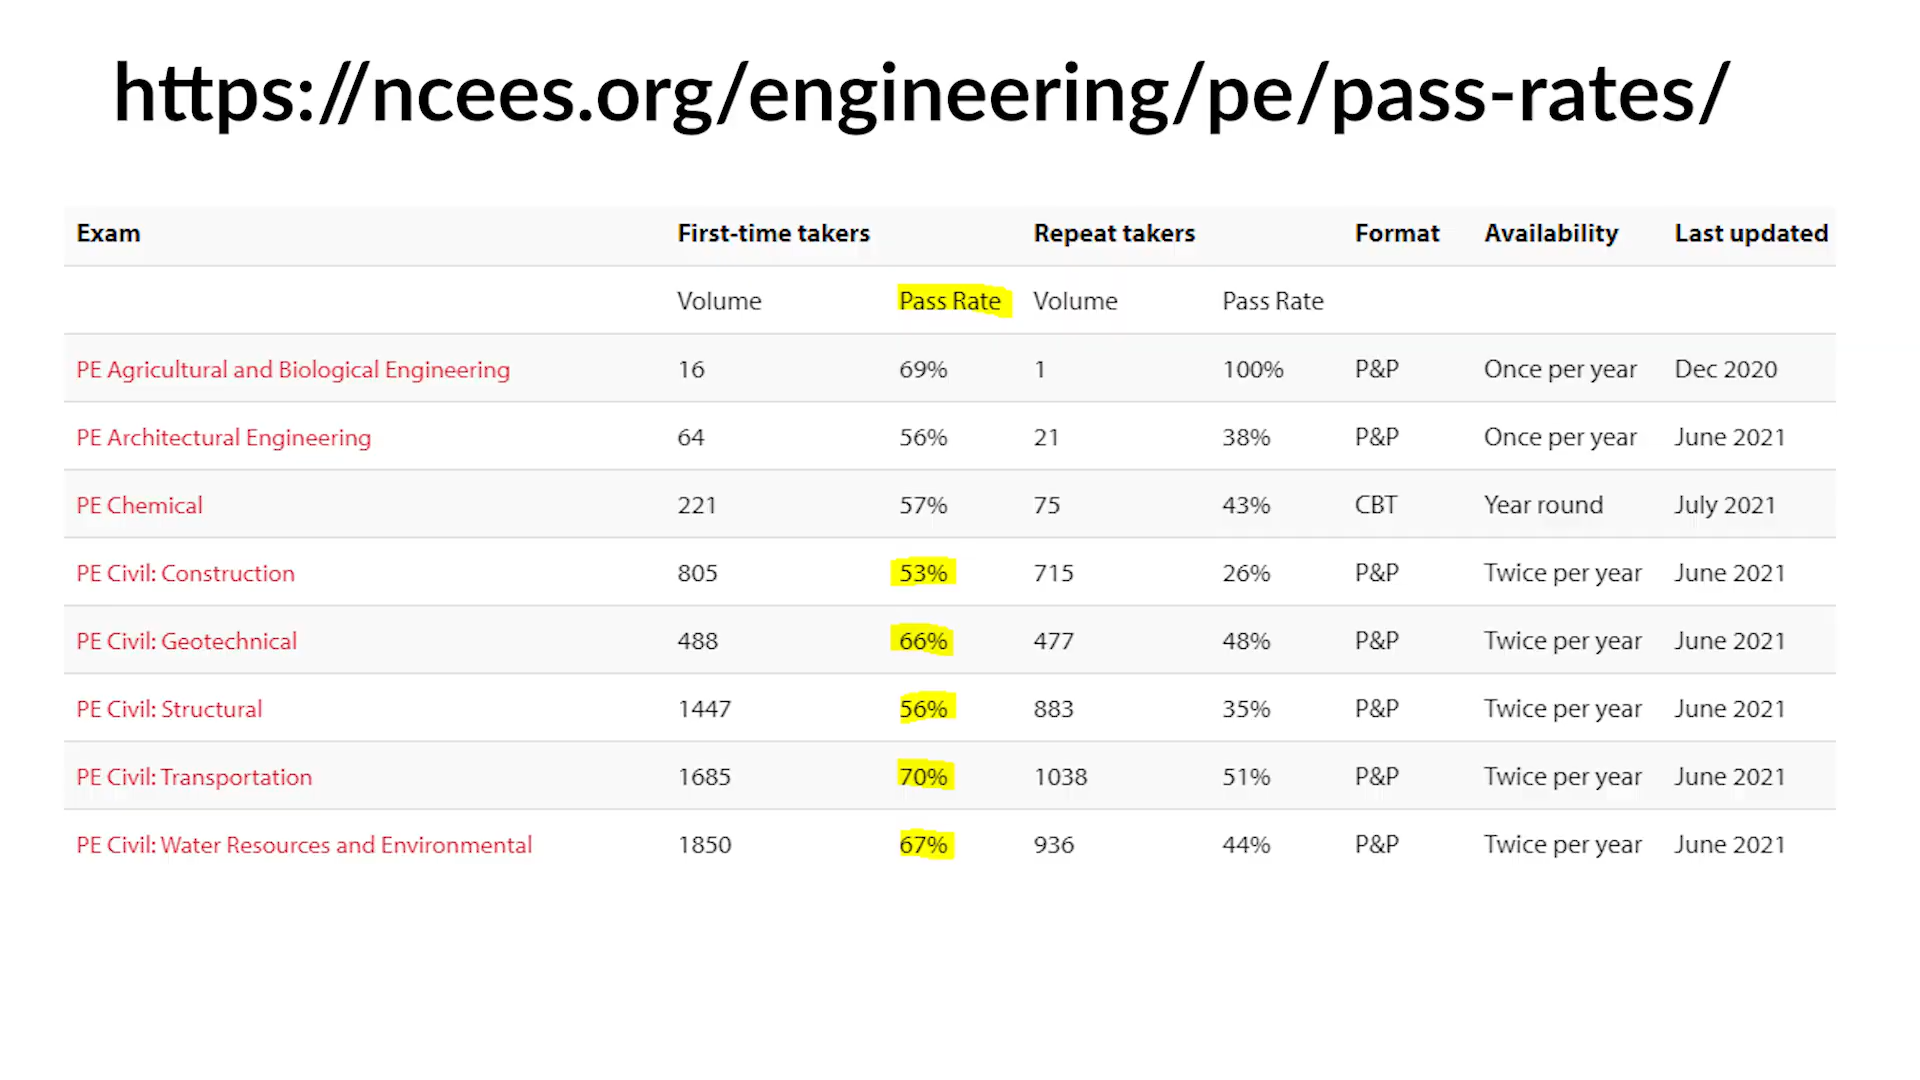 https://ncees.org/engineering/pe/pass-rates/
Exam First-time takers Repeat takers Format Availability Last updated
Volume Pass Rate Volume Pass Rate
PE Agricultural and Biological Engineering 16 69% 1 100% P&P Once per year Dec 2020
PE Architectural Engineering 64 56% 21 38% P&P Once per year June 2021
PE Chemical 221 57% 75 43% CBT Year round July 2021
PE Civil: Construction 805 53% 715 26% P&P Twice per year June 2021
PE Civil: Geotechnical 488 66% 477 48% P&P Twice per year June 2021
PE Civil: Structural 1447 56% 883 35% P&P Twice per year June 2021
PE Civil: Transportation 1685 70% 1038 51% P&P Twice per year June 2021
PE Civil: Water Resources and Environmental 1850 67% 936 44% P&P Twice per year June 2021